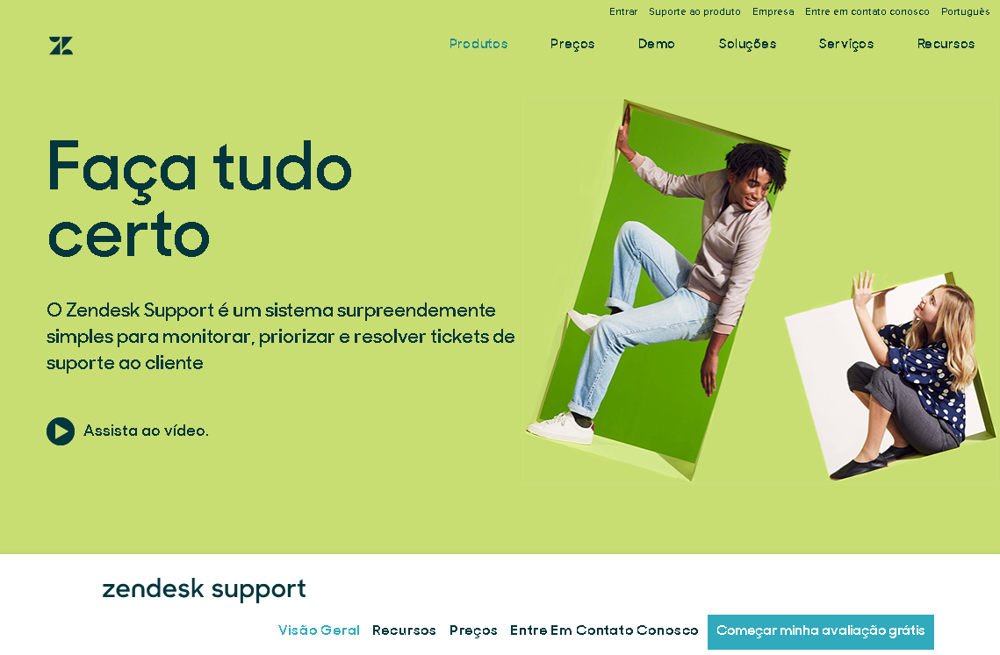 Entrar Suporte ao produto Empresa Entre em contato conosco Português
Produtos Preços Demo Soluções Serviços Recursos
Faça tudo
certo
O Zendesk Support é um sistema surpreendemente
simples para monitorar, priorizar e resolver tickets de
suporte ao cliente
Assista ao vídeo.
zendesk support
Visão Geral Recursos Preços Entre Em Contato Conosco Começar minha avaliação grátis